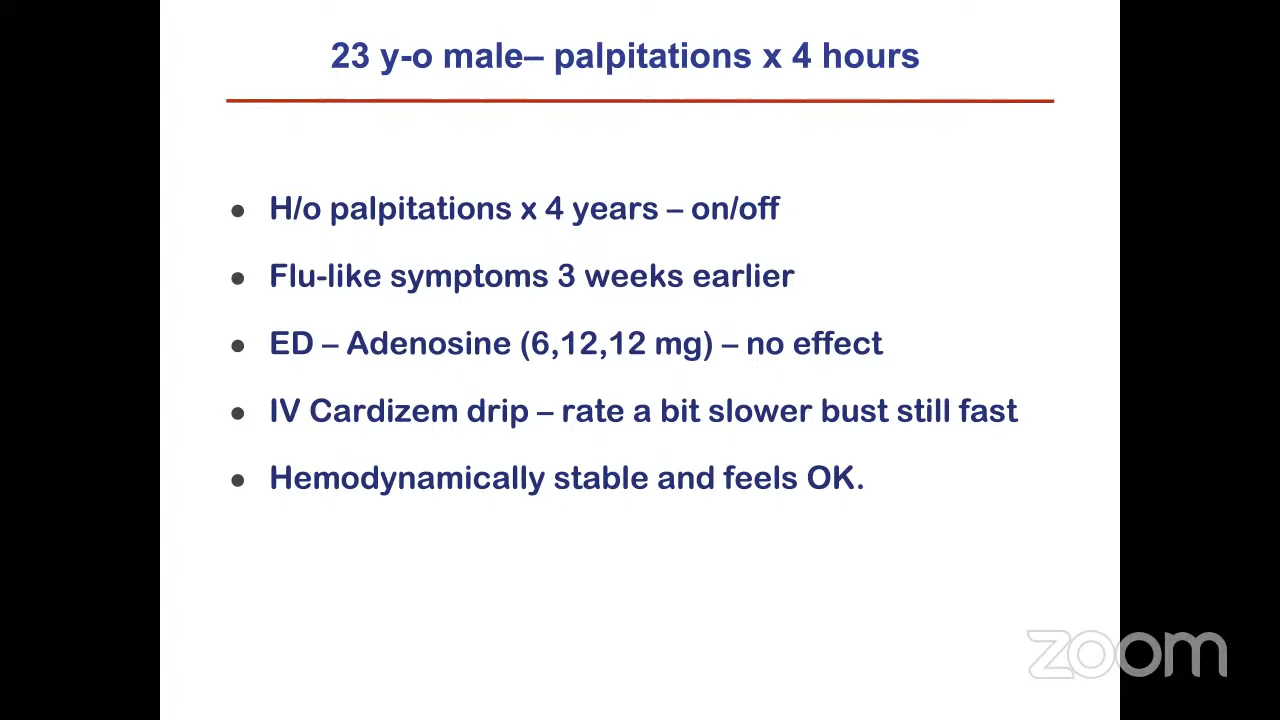 23 y-o male– palpitations x 4 hours
● H/o palpitations x 4 years – on/off
● Flu-like symptoms 3 weeks earlier
● ED – Adenosine (6,12,12 mg) – no effect
● IV Cardizem drip – rate a bit slower bust still fast
● Hemodynamically stable and feels OK.
zoom